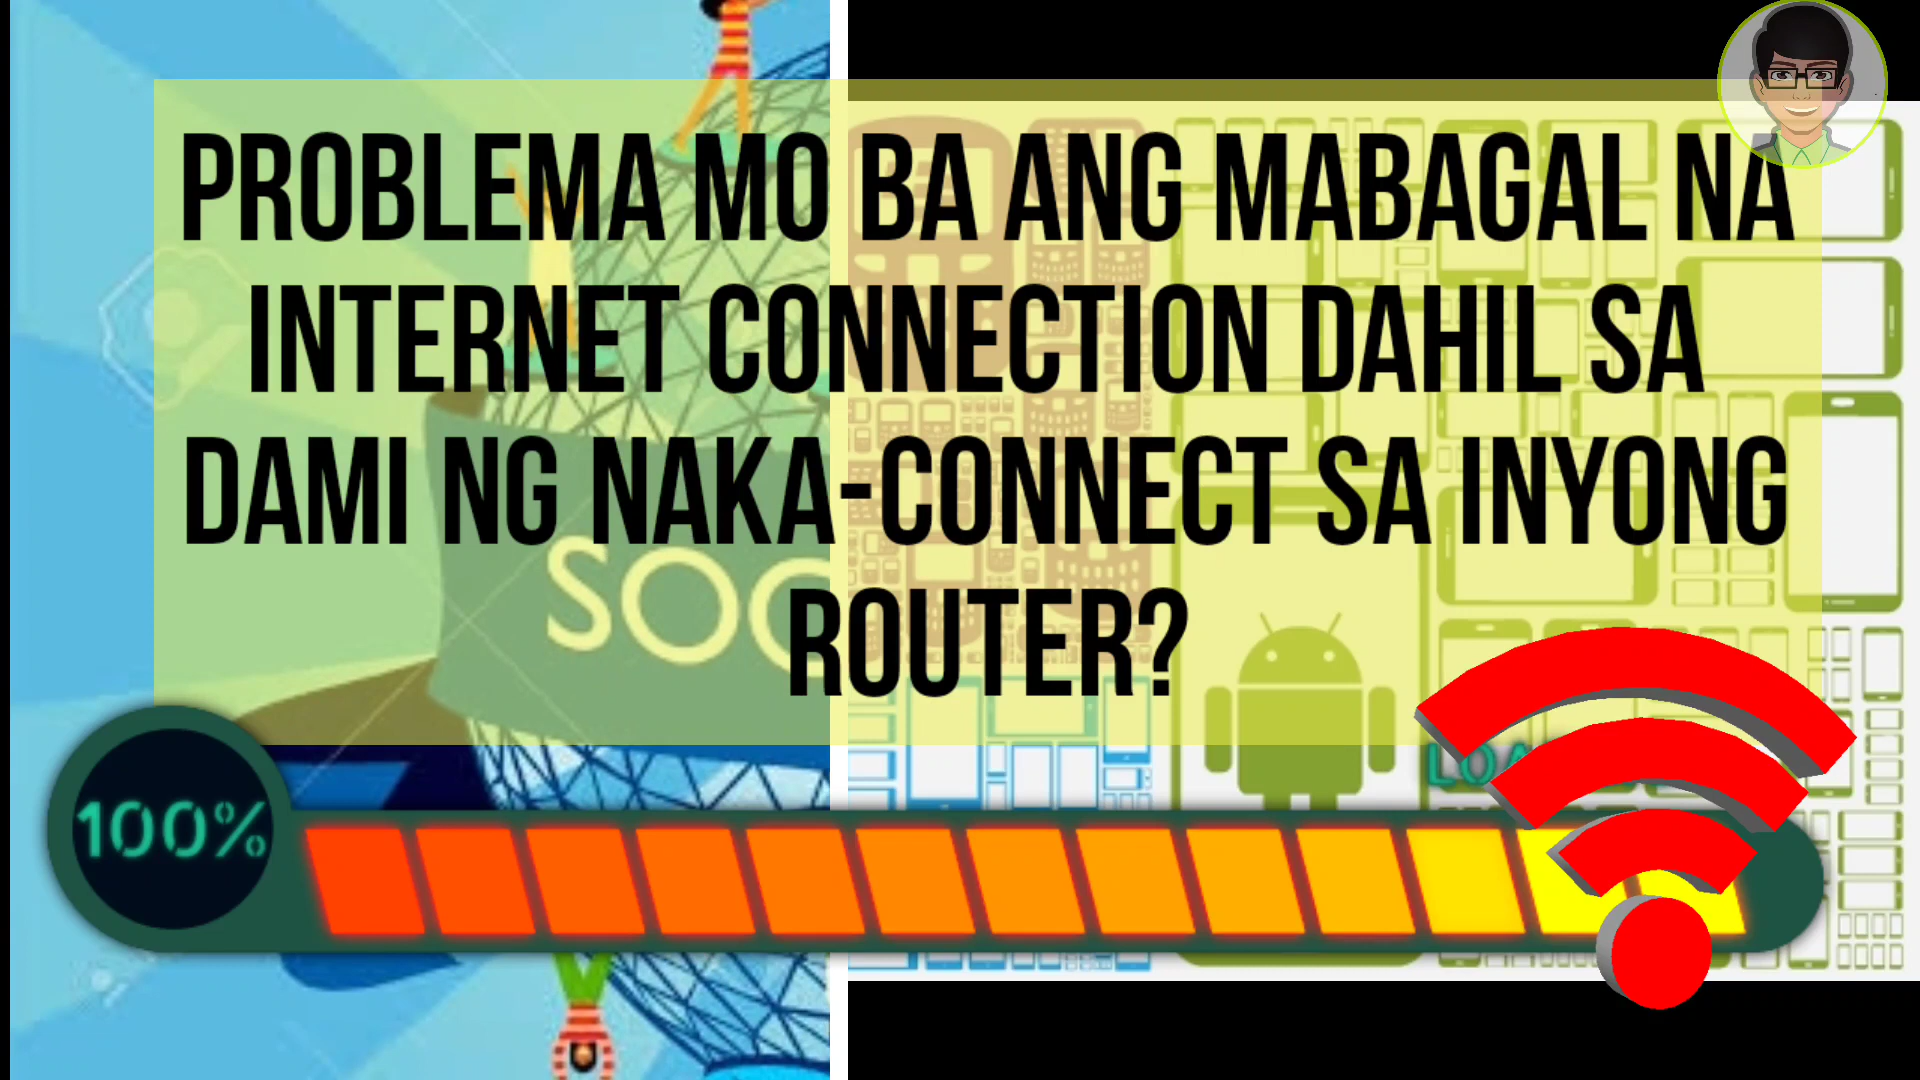 PROBLEMA MO BA ANG MABAGAL NA
INTERNET CONNECTION DAHIL SA
DAMI NG NAKA-CONNECT SA INYONG
ROUTER?
100%